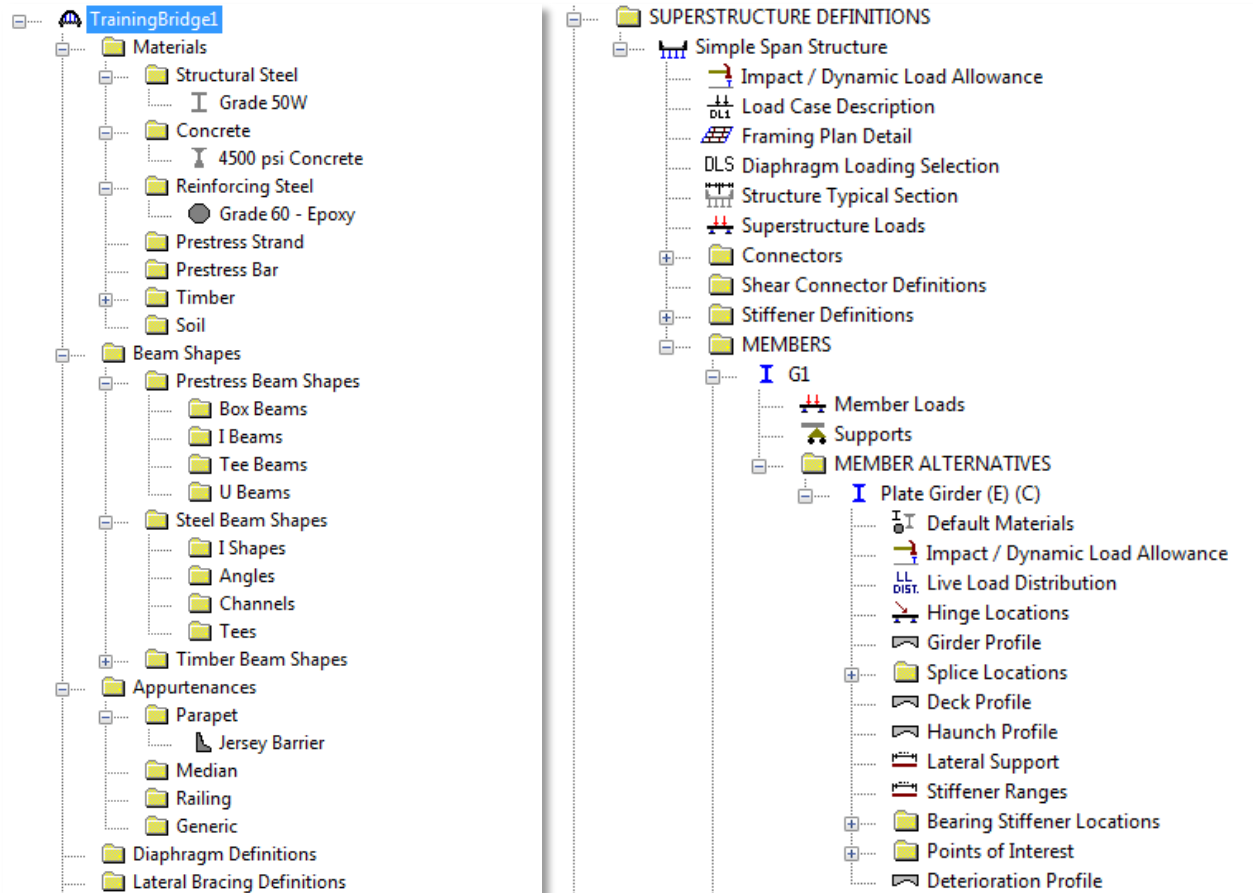 TrainingBridge1
Materials
Structural Steel
Grade 50W
Concrete
4500 psi Concrete
Reinforcing Steel
Grade 60 - Epoxy
Prestress Strand
Prestress Bar
Timber
Soil
Beam Shapes
Prestress Beam Shapes
Box Beams
I Beams
Tee Beams
U Beams
Steel Beam Shapes
I Shapes
Angles
Channels
Tees
Timber Beam Shapes
Appurtenances
Parapet
Jersey Barrier
Median
Railing
Generic
Diaphragm Definitions
Lateral Bracing Definitions
SUPERSTRUCTURE DEFINITIONS
Simple Span Structure
Impact / Dynamic Load Allowance
DL1 Load Case Description
Framing Plan Detail
DLS Diaphragm Loading Selection
Structure Typical Section
Superstructure Loads
Connectors
Shear Connector Definitions
Stiffener Definitions
MEMBERS
G1
Member Loads
Supports
MEMBER ALTERNATIVES
Plate Girder (E) (C)
Default Materials
Impact / Dynamic Load Allowance
LL DIST. Live Load Distribution
Hinge Locations
Girder Profile
Splice Locations
Deck Profile
Haunch Profile
Lateral Support
Stiffener Ranges
Bearing Stiffener Locations
Points of Interest
Deterioration Profile